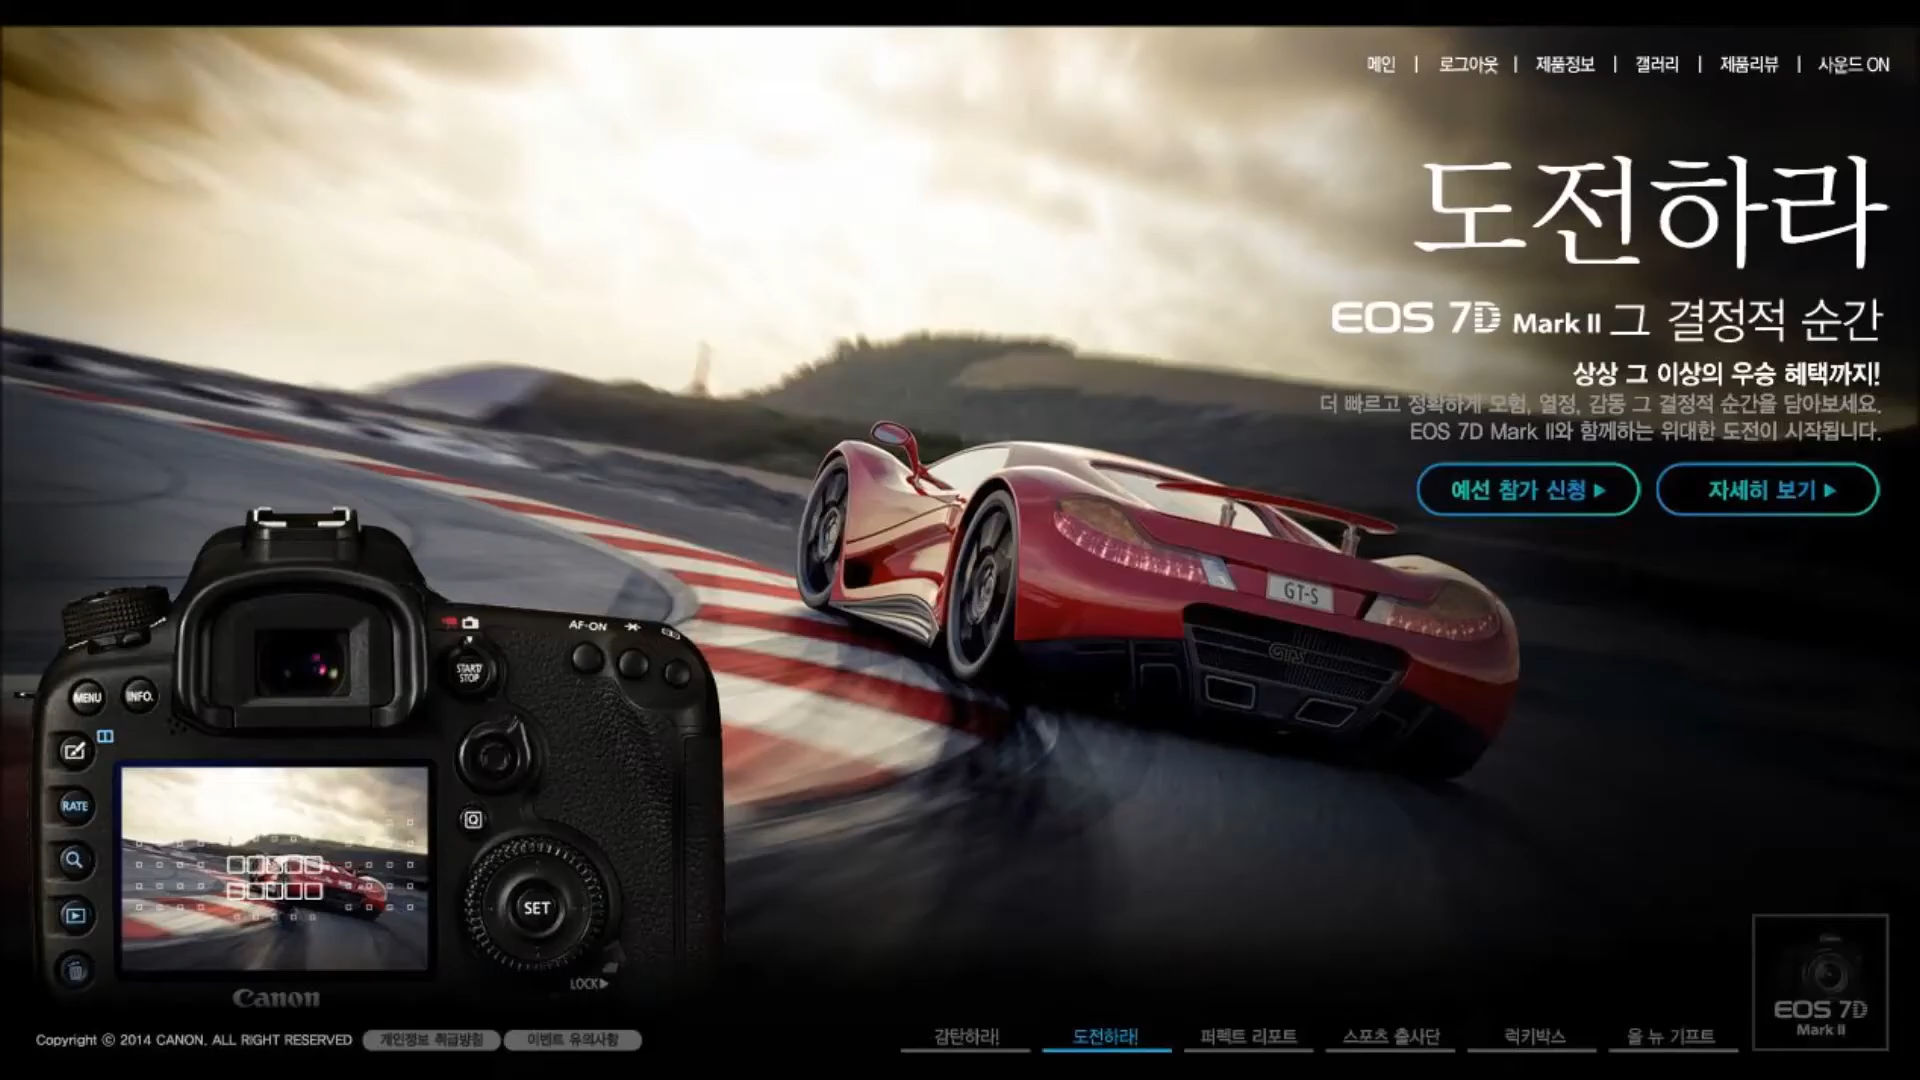 메인 | 로그아웃 | 제품정보 | 갤러리 | 제품리뷰 | 사운드 ON
도전하라
EOS 7D Mark II 그 결정적 순간
상상 그 이상의 우승 혜택까지!
더 빠르고 정확하게 모험, 열정, 감동 그 결정적 순간을 담아보세요.
EOS 7D Mark II와 함께하는 위대한 도전이 시작됩니다.
예선 참가 신청 ▶
자세히 보기 ▶
GT-S
GTS
AF-ON
START/
STOP
MENU
INFO.
RATE
Q
SET
LOCK▶
Canon
EOS 7D
Mark II
Copyright ⓒ 2014 CANON. ALL RIGHT RESERVED
개인정보 취급방침
이벤트 유의사항
감탄하라!
도전하라!
퍼펙트 리포트
스포츠 출사단
럭키박스
올 뉴 기프트